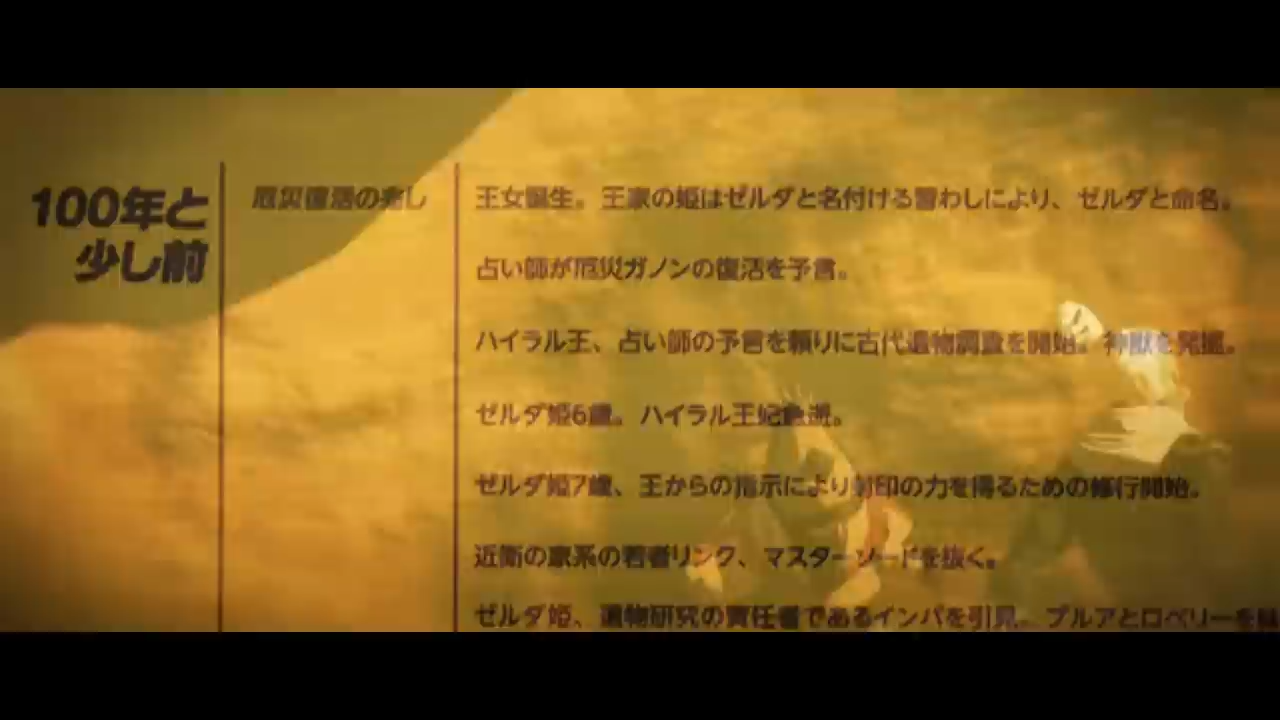 100年と
少し前
厄災復活の兆し
王女誕生。王家の姫はゼルダと名付ける習わしにより、ゼルダと命名。
占い師が厄災ガノンの復活を予言。
ハイラル王、占い師の予言を頼りに古代遺物調査を開始。神獣を発掘。
ゼルダ姫6歳。ハイラル王妃急逝。
ゼルダ姫7歳、王からの指示により封印の力を得るための修行開始。
近衛の家系の若者リンク、マスターソードを抜く。
ゼルダ姫、遺物研究の責任者であるインパを引見。プルアとロベリーを